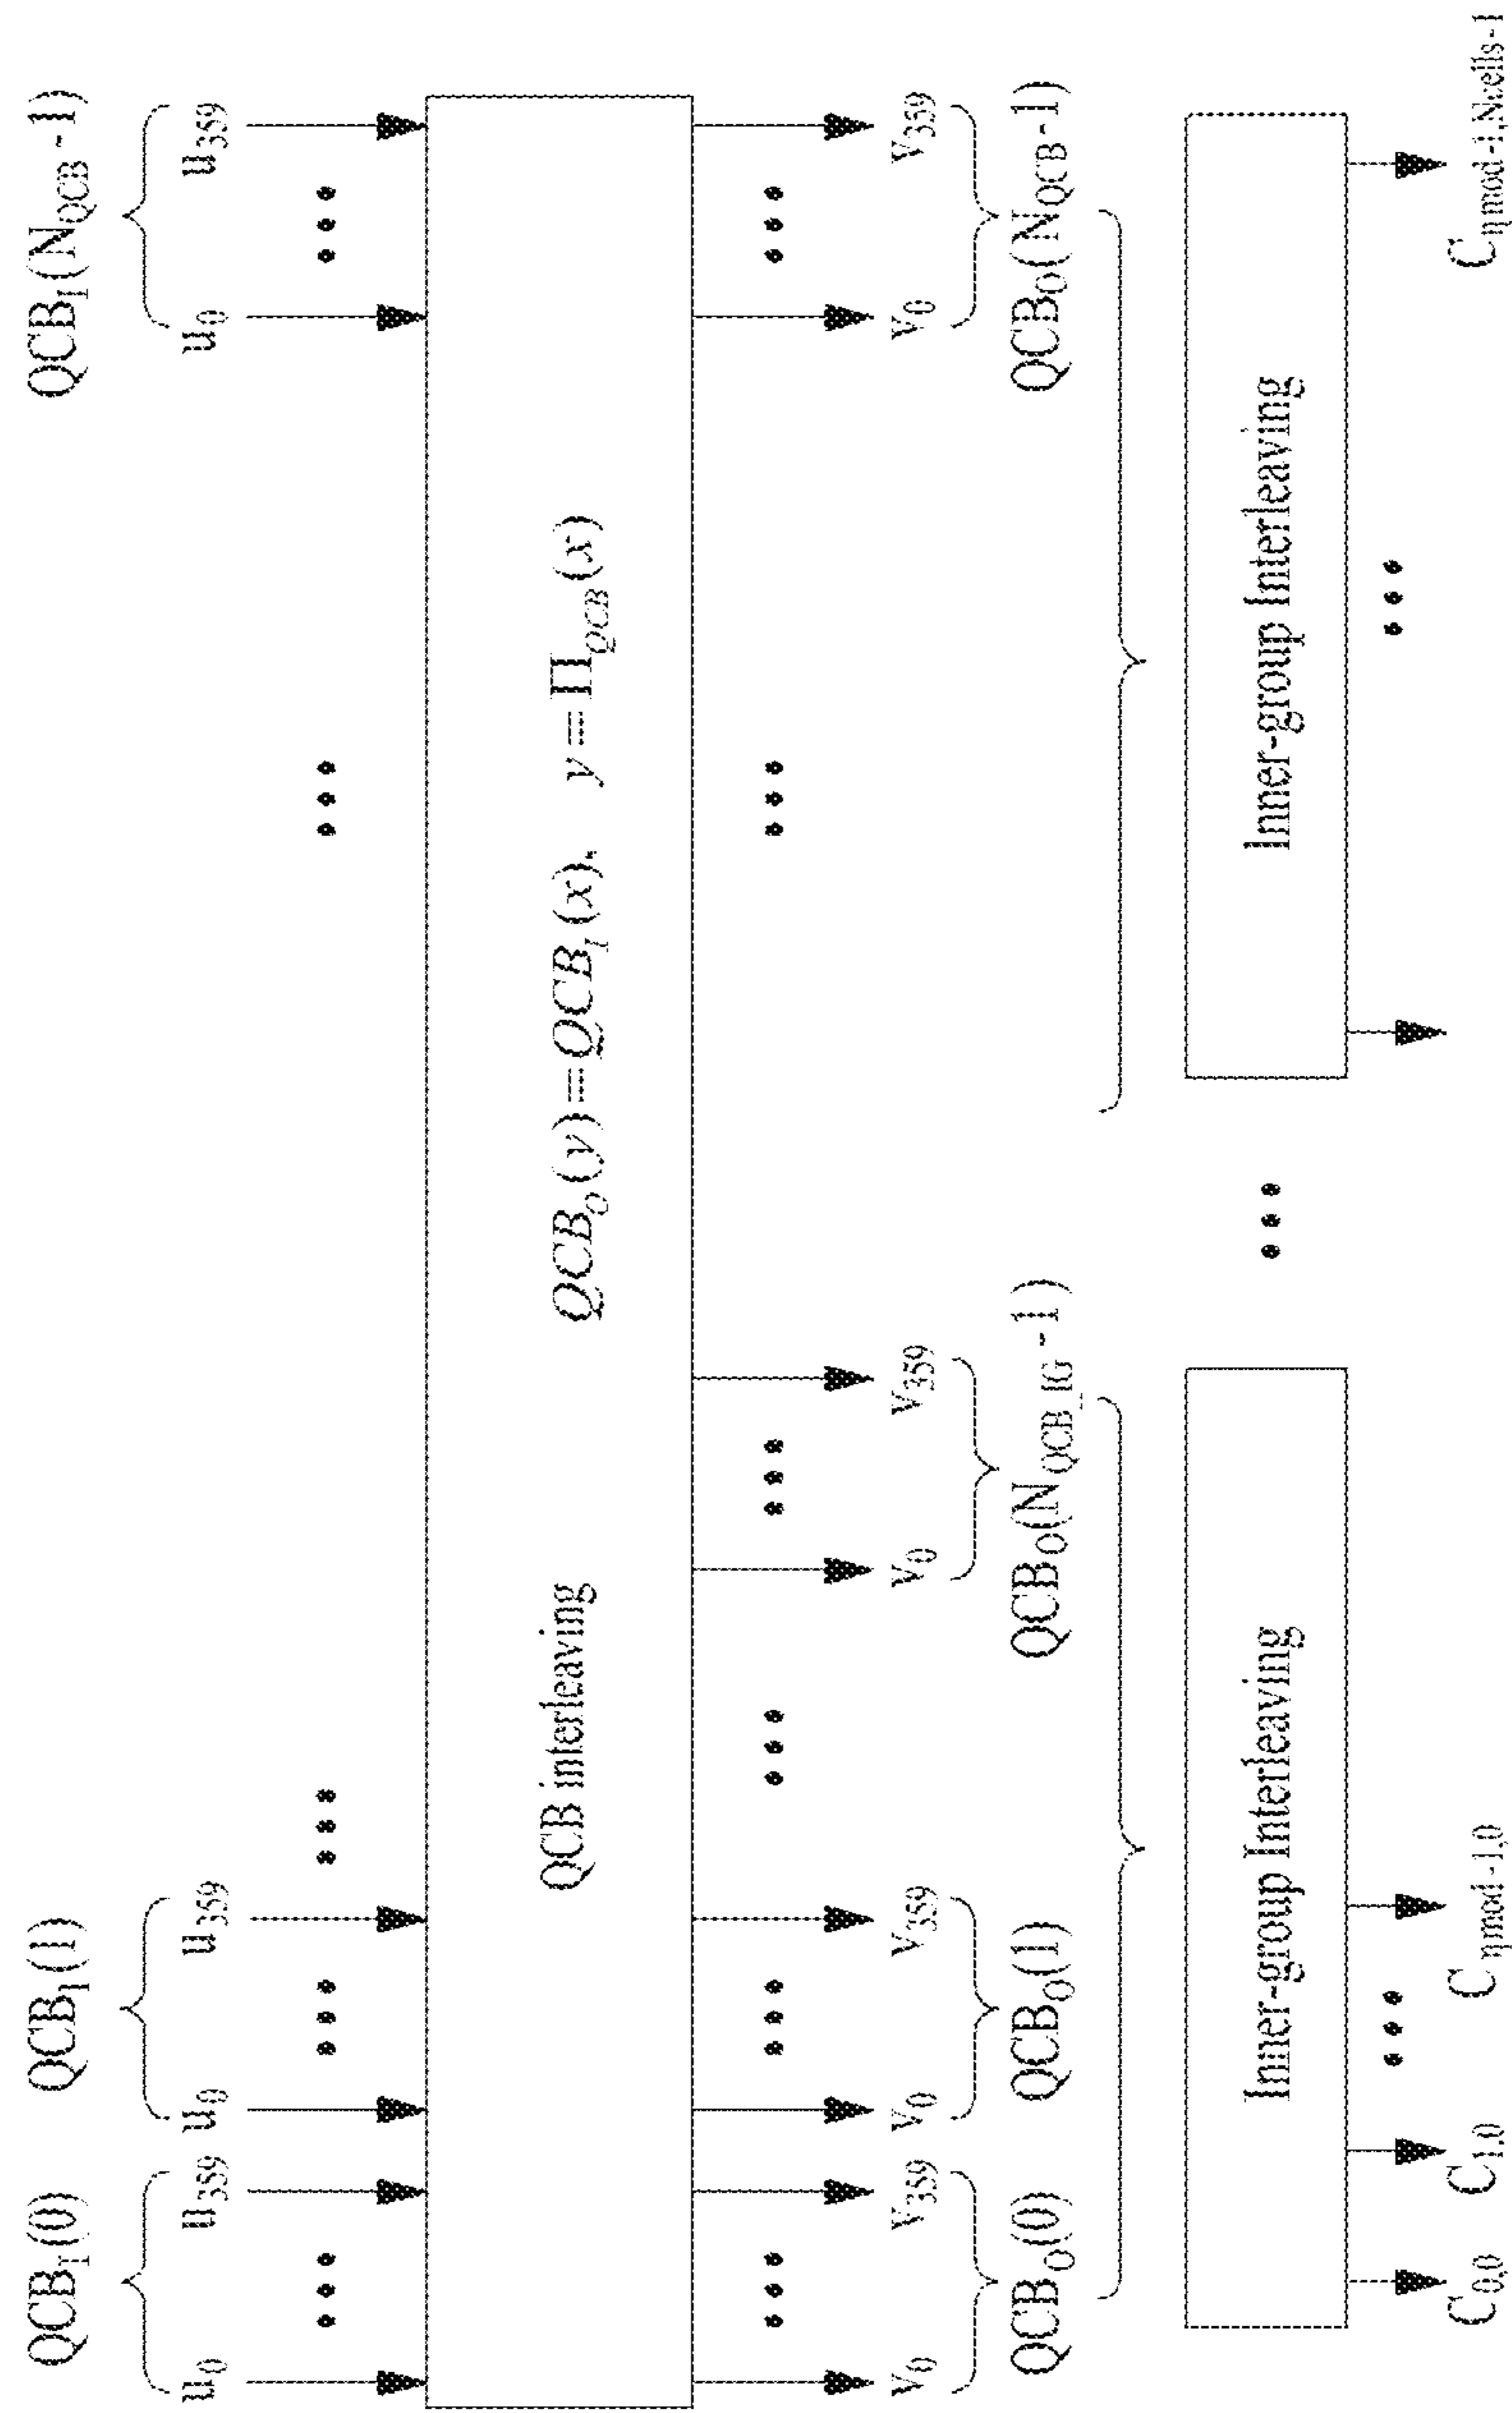 QCB_I(0) QCB_I(1) QCB_I(N_QCB-1)
u_0 ••• u_359 u_0 ••• u_359 ••• ••• u_0 ••• u_359
QCB interleaving QCB_O(y)=QCB_I(x), y=Π_QCB(x)
v_0 ••• v_359 v_0 ••• v_359 ••• v_0 ••• v_359 ••• v_0 ••• v_359
QCB_O(0) QCB_O(1) QCB_O(N_QCB_IG-1) QCB_O(N_QCB-1)
Inner-group Interleaving ••• Inner-group Interleaving
C_0,0 C_1,0 ••• C_ηmod-1,0 ••• C_ηmod-1,Ncells-1